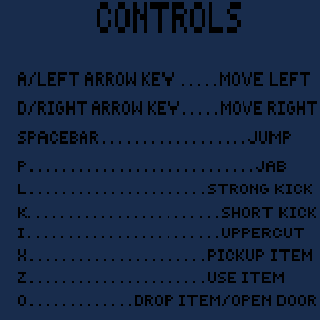 CONTROLS
A/LEFT ARROW KEY .....MOVE LEFT
D/RIGHT ARROW KEY.....MOVE RIGHT
SPACEBAR..................JUMP
P............................JAB
L......................STRONG KICK
K.......................SHORT KICK
I........................UPPERCUT
X......................PICKUP ITEM
Z......................USE ITEM
O.............DROP ITEM/OPEN DOOR